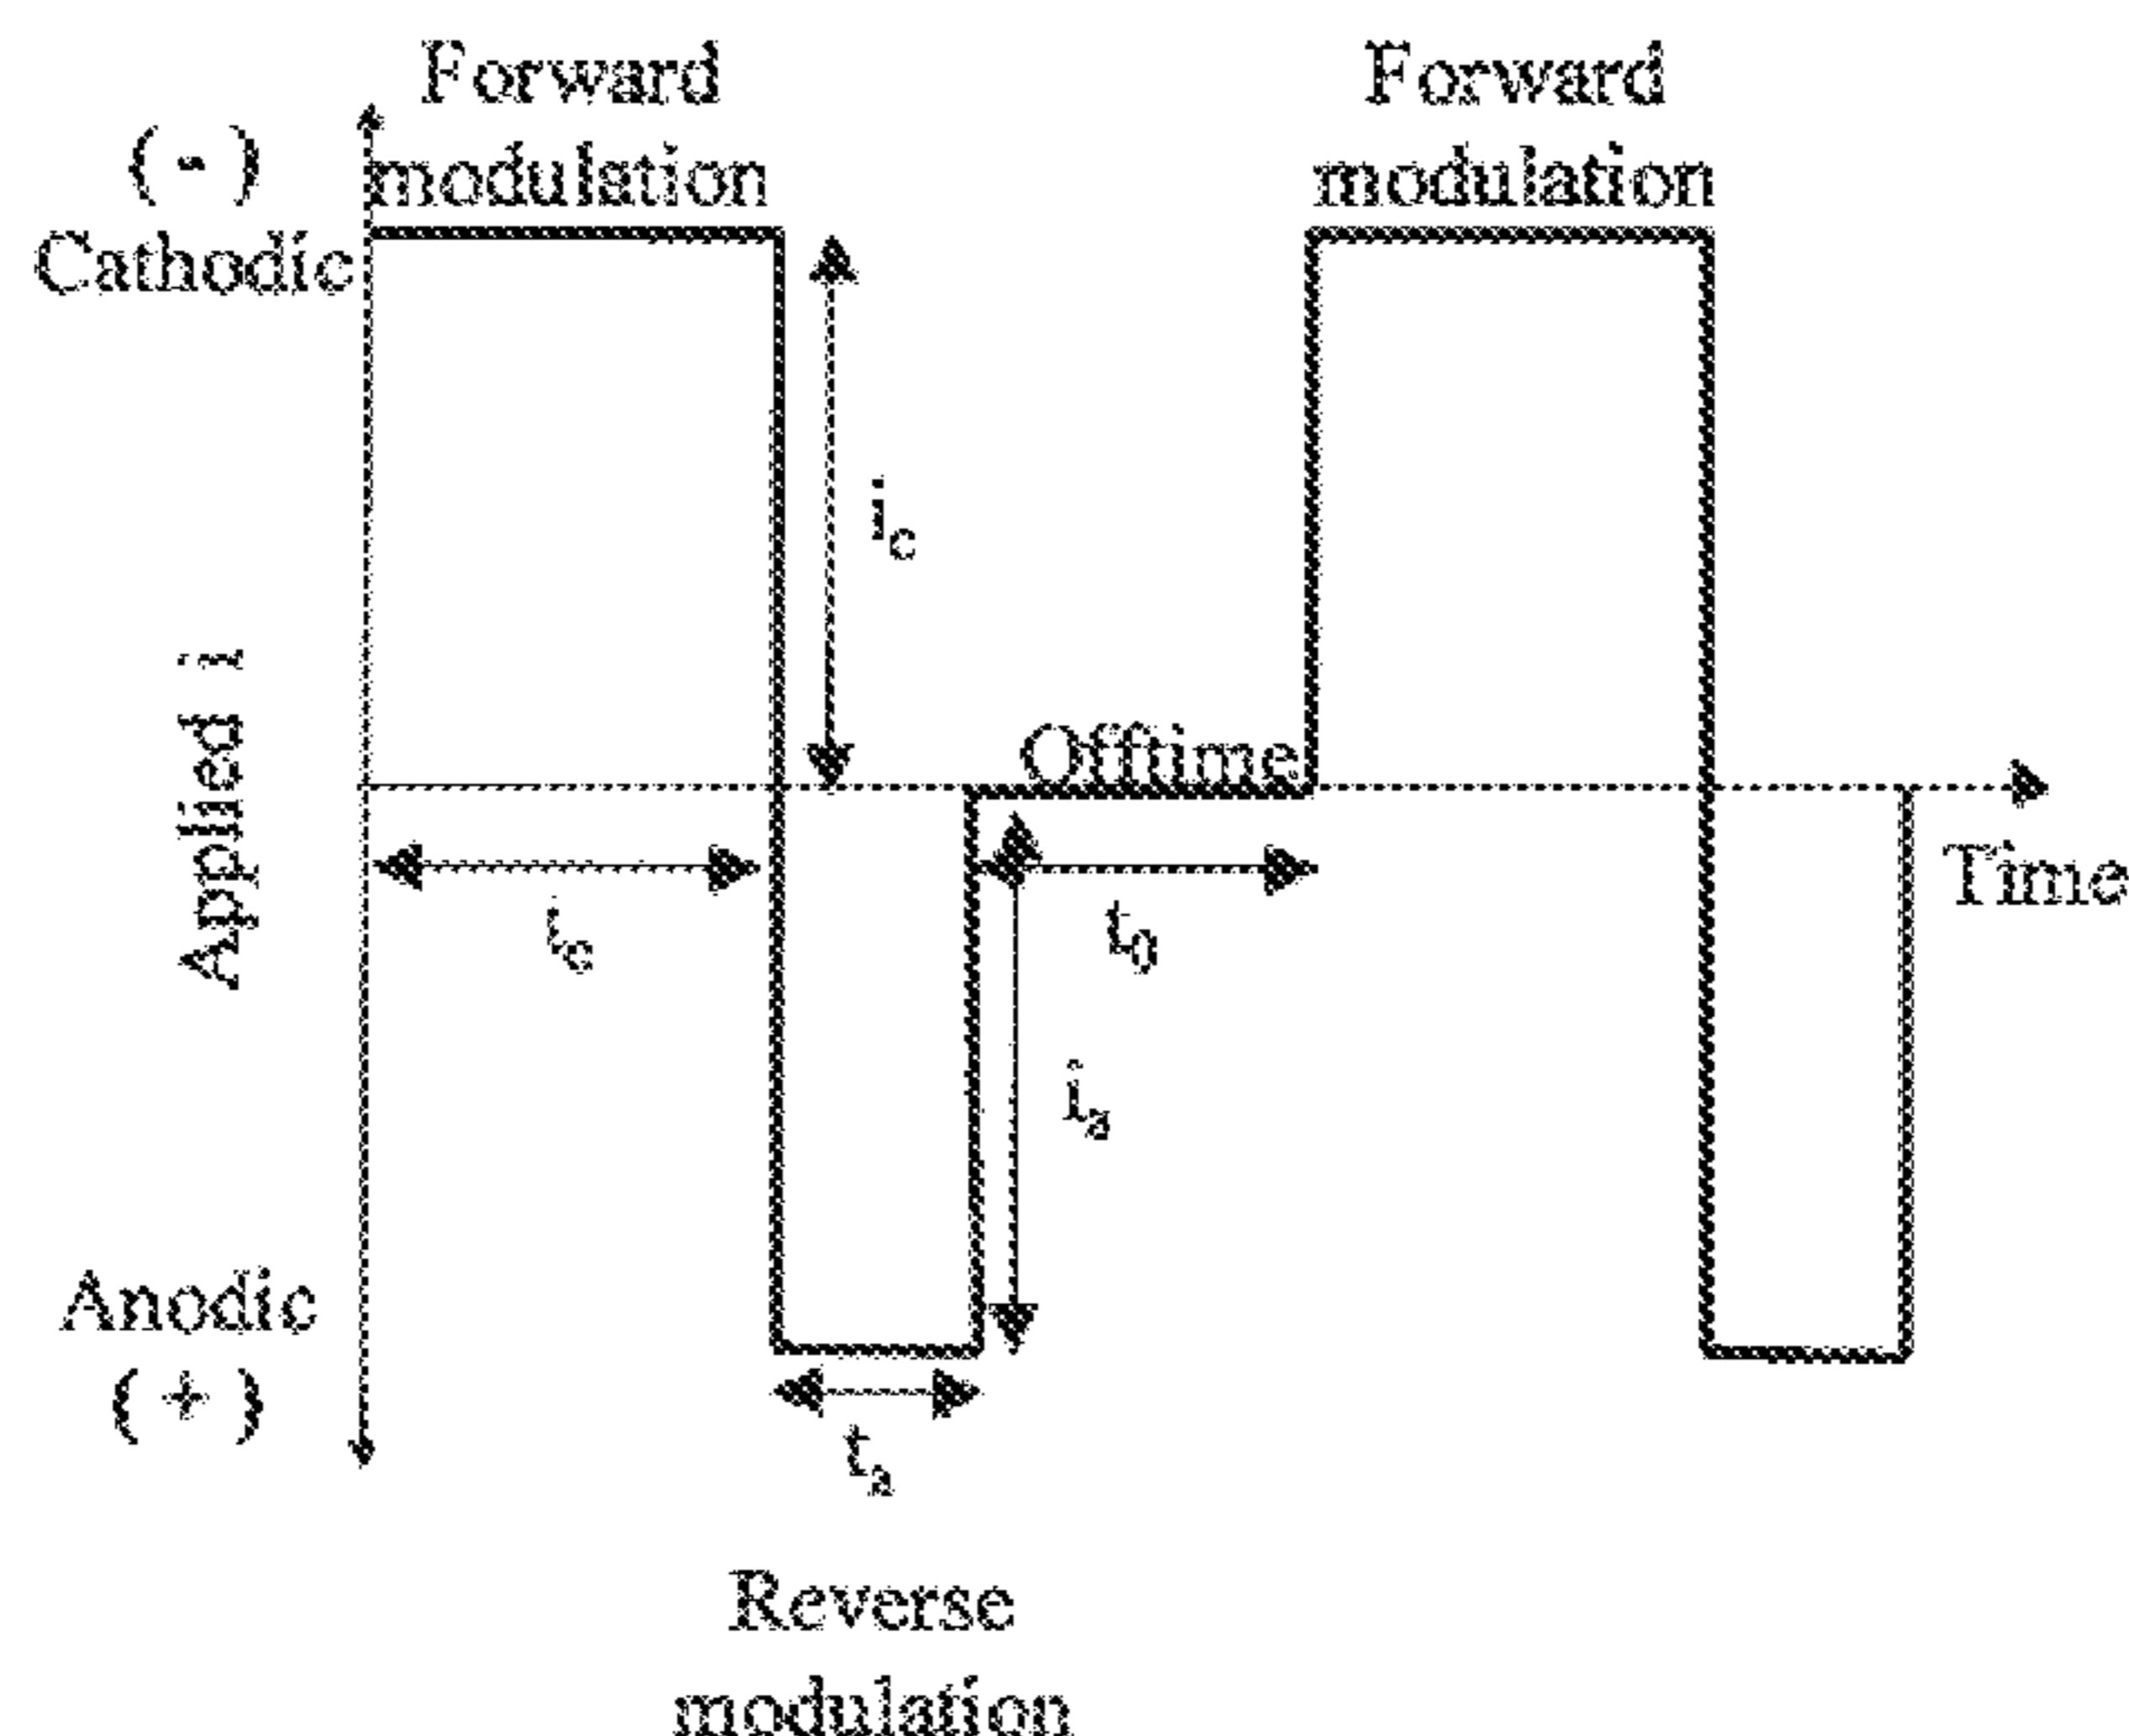 Forward
modulation
Forward
modulation
( - )
Cathodic
i_c
Applied i
Offtime
Time
t_c
t_0
i_a
Anodic
( + )
t_a
Reverse
modulation